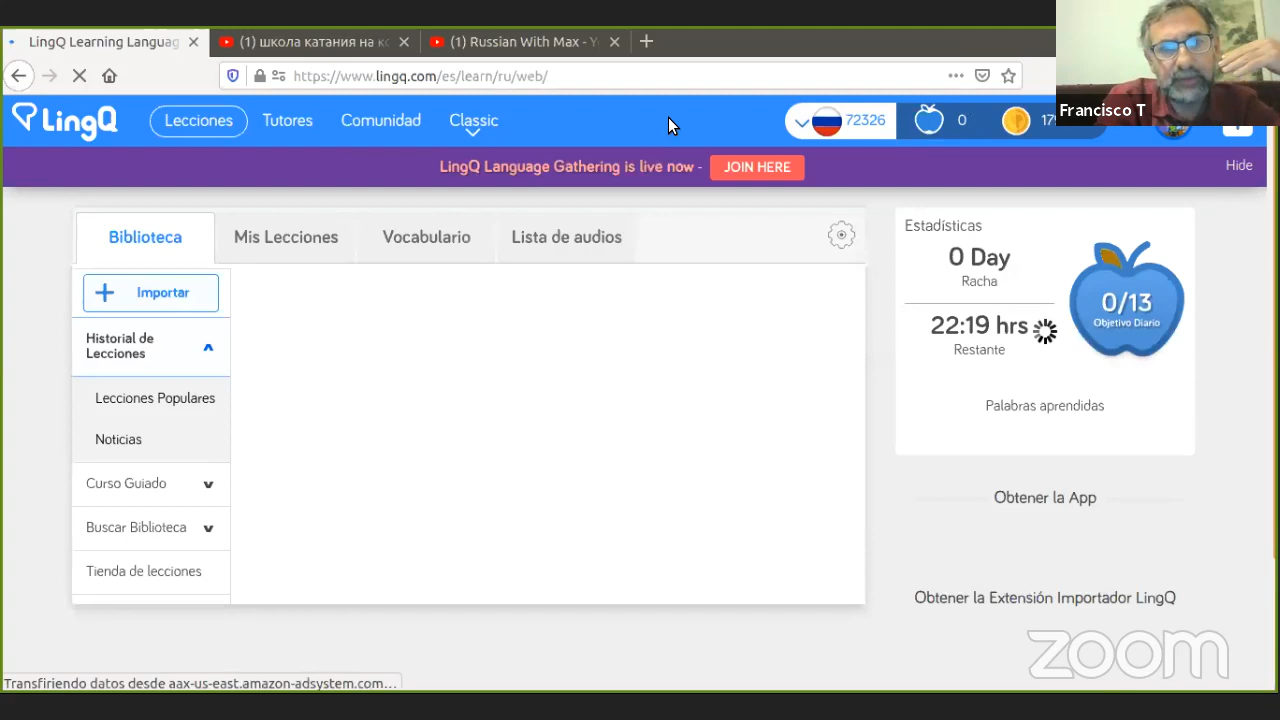 LingQ Learning Languag
(1) школа катания на ко
(1) Russian With Max - Y
https://www.lingq.com/es/learn/ru/web/
Francisco T
LingQ
Lecciones
Tutores
Comunidad
Classic
72326
0
LingQ Language Gathering is live now -
JOIN HERE
Hide
Biblioteca
Mis Lecciones
Vocabulario
Lista de audios
Importar
Historial de
Lecciones
Lecciones Populares
Noticias
Curso Guiado
Buscar Biblioteca
Tienda de lecciones
Estadísticas
0 Day
Racha
22:19 hrs
Restante
0/13
Objetivo Diario
Palabras aprendidas
Obtener la App
Obtener la Extensión Importador LingQ
zoom
Transfiriendo datos desde aax-us-east.amazon-adsystem.com...